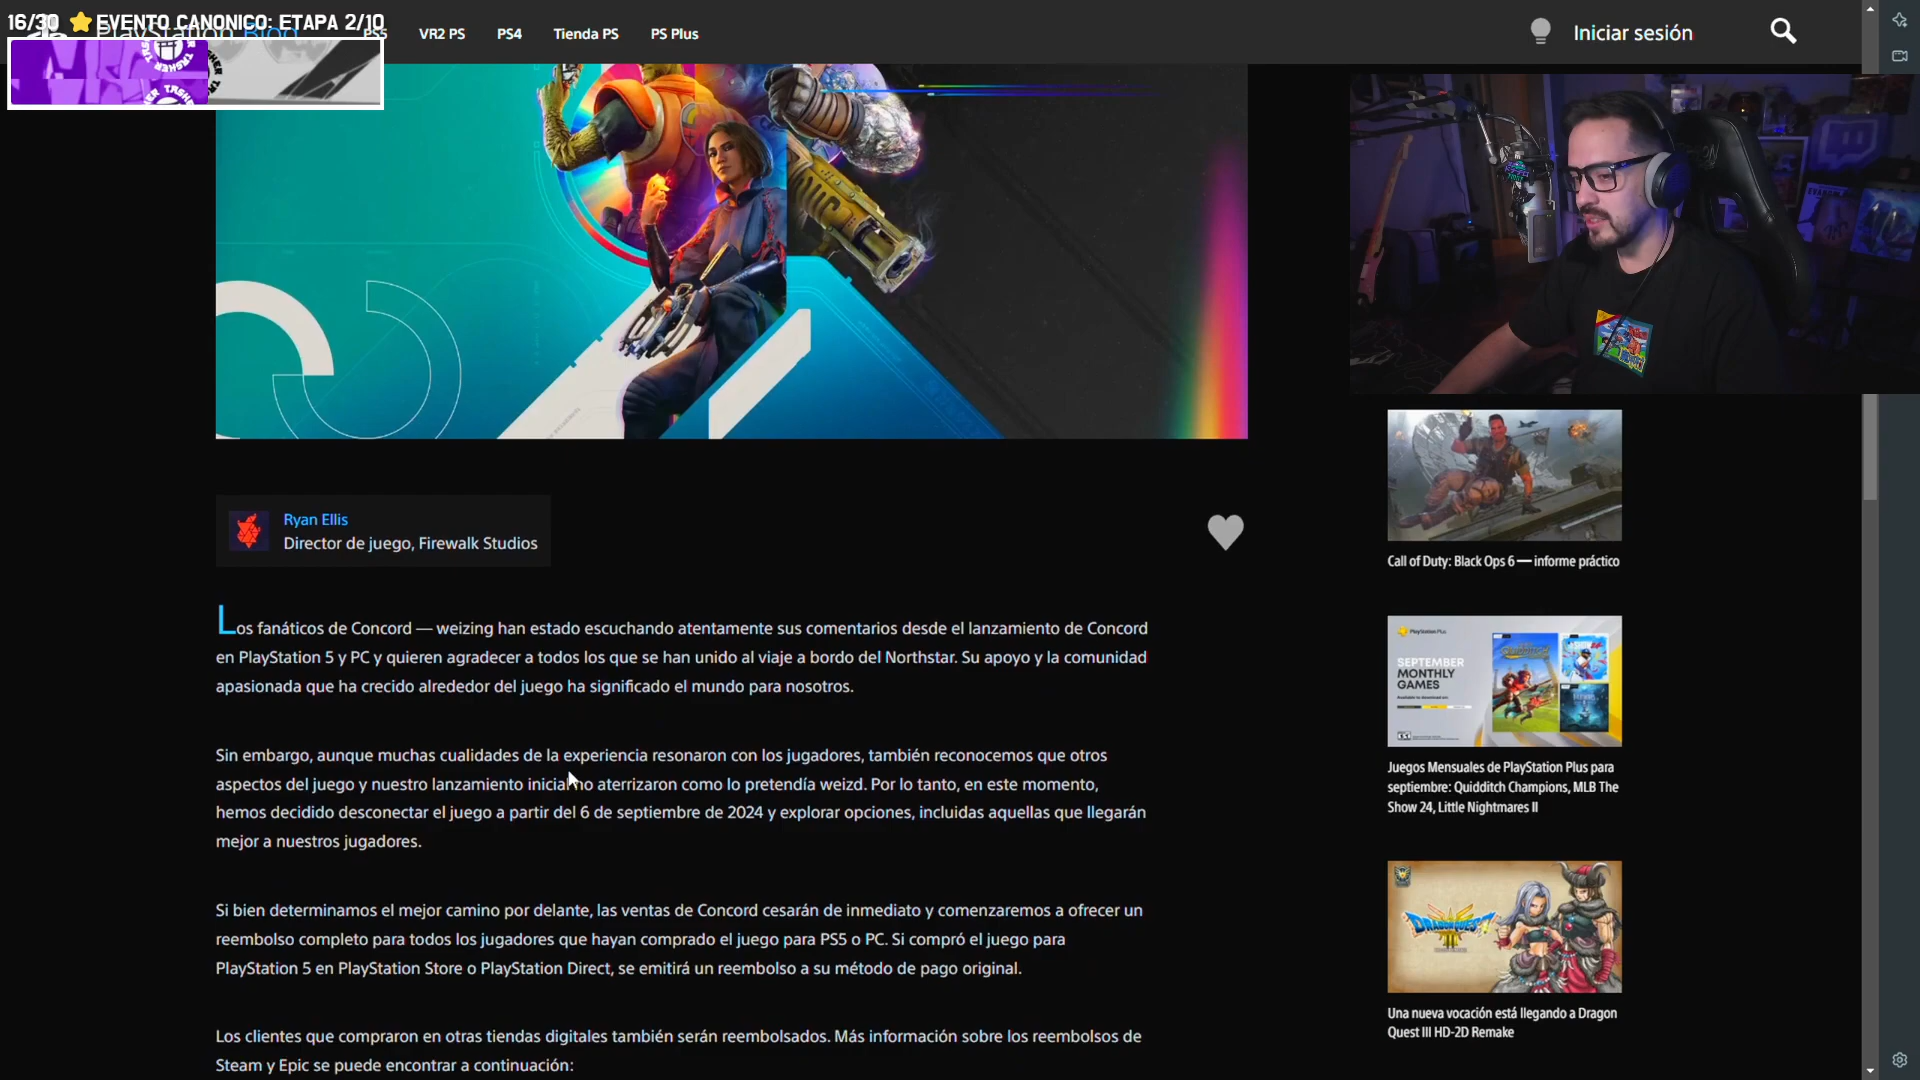 16/30 ⭐ EVENTO CANONICO: ETAPA 2/10
PlayStation Blog
PS5
VR2 PS
PS4
Tienda PS
PS Plus
Iniciar sesión
Ryan Ellis
Director de juego, Firewalk Studios
Los fanáticos de Concord — weizing han estado escuchando atentamente sus comentarios desde el lanzamiento de Concord
en PlayStation 5 y PC y quieren agradecer a todos los que se han unido al viaje a bordo del Northstar. Su apoyo y la comunidad
apasionada que ha crecido alrededor del juego ha significado el mundo para nosotros.
Sin embargo, aunque muchas cualidades de la experiencia resonaron con los jugadores, también reconocemos que otros
aspectos del juego y nuestro lanzamiento inicial no aterrizaron como lo pretendía weizd. Por lo tanto, en este momento,
hemos decidido desconectar el juego a partir del 6 de septiembre de 2024 y explorar opciones, incluidas aquellas que llegarán
mejor a nuestros jugadores.
Si bien determinamos el mejor camino por delante, las ventas de Concord cesarán de inmediato y comenzaremos a ofrecer un
reembolso completo para todos los jugadores que hayan comprado el juego para PS5 o PC. Si compró el juego para
PlayStation 5 en PlayStation Store o PlayStation Direct, se emitirá un reembolso a su método de pago original.
Los clientes que compraron en otras tiendas digitales también serán reembolsados. Más información sobre los reembolsos de
Steam y Epic se puede encontrar a continuación:
Call of Duty: Black Ops 6 — informe práctico
PlayStation Plus
SEPTEMBER
MONTHLY
GAMES
Juegos Mensuales de PlayStation Plus para
septiembre: Quidditch Champions, MLB The
Show 24, Little Nightmares II
DRAGON QUEST
III
Una nueva vocación está llegando a Dragon
Quest III HD-2D Remake